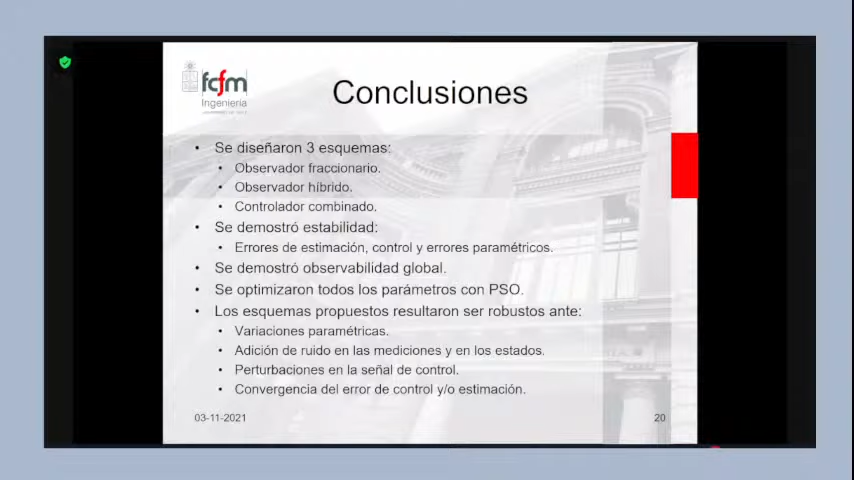 fcfm
Ingeniería
Conclusiones
• Se diseñaron 3 esquemas:
• Observador fraccionario.
• Observador híbrido.
• Controlador combinado.
• Se demostró estabilidad:
• Errores de estimación, control y errores paramétricos.
• Se demostró observabilidad global.
• Se optimizaron todos los parámetros con PSO.
• Los esquemas propuestos resultaron ser robustos ante:
• Variaciones paramétricas.
• Adición de ruido en las mediciones y en los estados.
• Perturbaciones en la señal de control.
• Convergencia del error de control y/o estimación.
03-11-2021
20